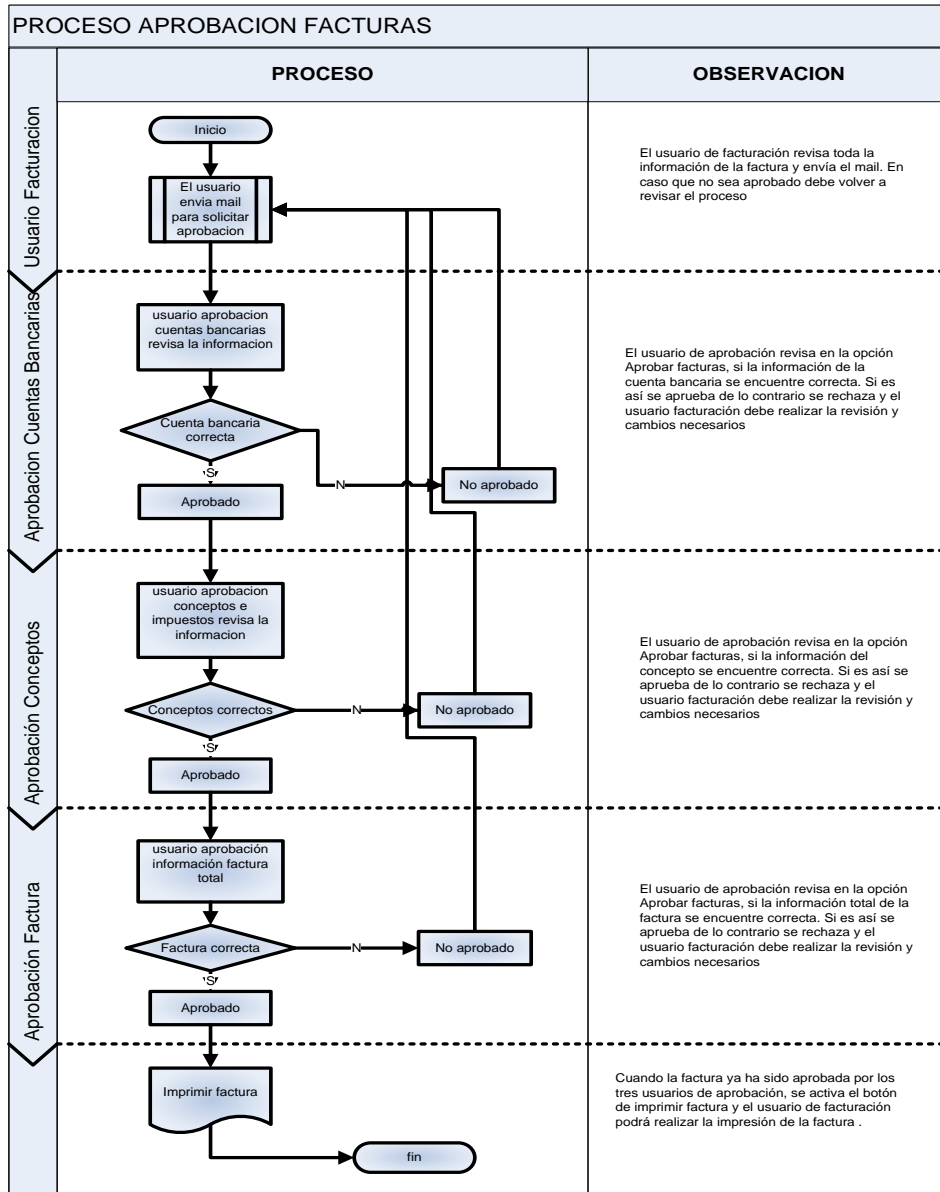 PROCESO APROBACION FACTURAS
PROCESO
OBSERVACION
Usuario Facturacion
Inicio
El usuario
envia mail
para solicitar
aprobacion
El usuario de facturación revisa toda la
información de la factura y envía el mail. En
caso que no sea aprobado debe volver a
revisar el proceso
Aprobacion Cuentas Bancarias
usuario aprobacion
cuentas bancarias
revisa la informacion
Cuenta bancaria
correcta
S
N
No aprobado
Aprobado
El usuario de aprobación revisa en la opción
Aprobar facturas, si la información de la
cuenta bancaria se encuentre correcta. Si es
así se aprueba de lo contrario se rechaza y el
usuario facturación debe realizar la revisión y
cambios necesarios
Aprobación Conceptos
usuario aprobacion
conceptos e
impuestos revisa la
informacion
Conceptos correctos
N
No aprobado
S
Aprobado
El usuario de aprobación revisa en la opción
Aprobar facturas, si la información del
concepto se encuentre correcta. Si es así se
aprueba de lo contrario se rechaza y el
usuario facturación debe realizar la revisión y
cambios necesarios
Aprobación Factura
usuario aprobación
información factura
total
Factura correcta
N
No aprobado
S
Aprobado
El usuario de aprobación revisa en la opción
Aprobar facturas, si la información total de la
factura se encuentre correcta. Si es así se
aprueba de lo contrario se rechaza y el
usuario facturación debe realizar la revisión y
cambios necesarios
Imprimir factura
fin
Cuando la factura ya ha sido aprobada por los
tres usuarios de aprobación, se activa el botón
de imprimir factura y el usuario de facturación
podrá realizar la impresión de la factura .